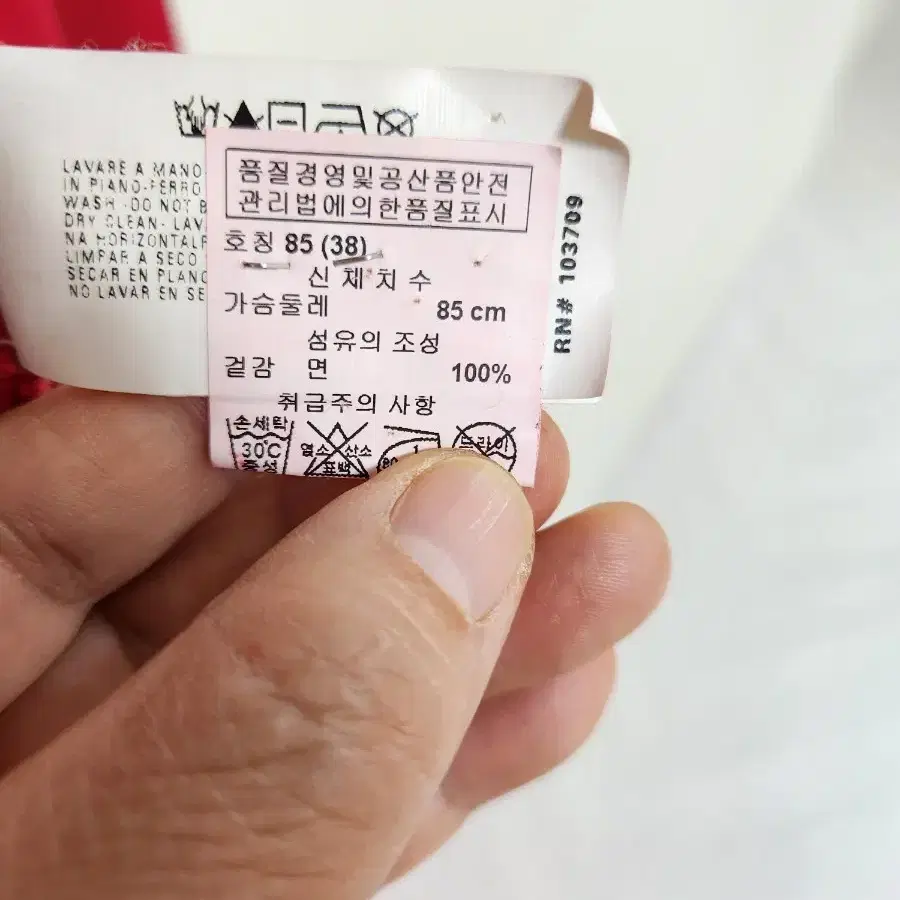 LAVARE A MANO
IN PIANO-FERRO
WASH-DO NOT B
DRY CLEAN-LAV
NA HORIZONTALE
LIMPAR A SECO
SECAR EN PLANO
NO LAVAR EN SE
품질경영및공산품안전
관리법에의한품질표시
호칭 85 (38)
신체치수
가슴둘레 85 cm
섬유의 조성
겉감 면 100%
취급주의 사항
손세탁
30℃
중성
염소 산소
표백
드라이
RN# 103709